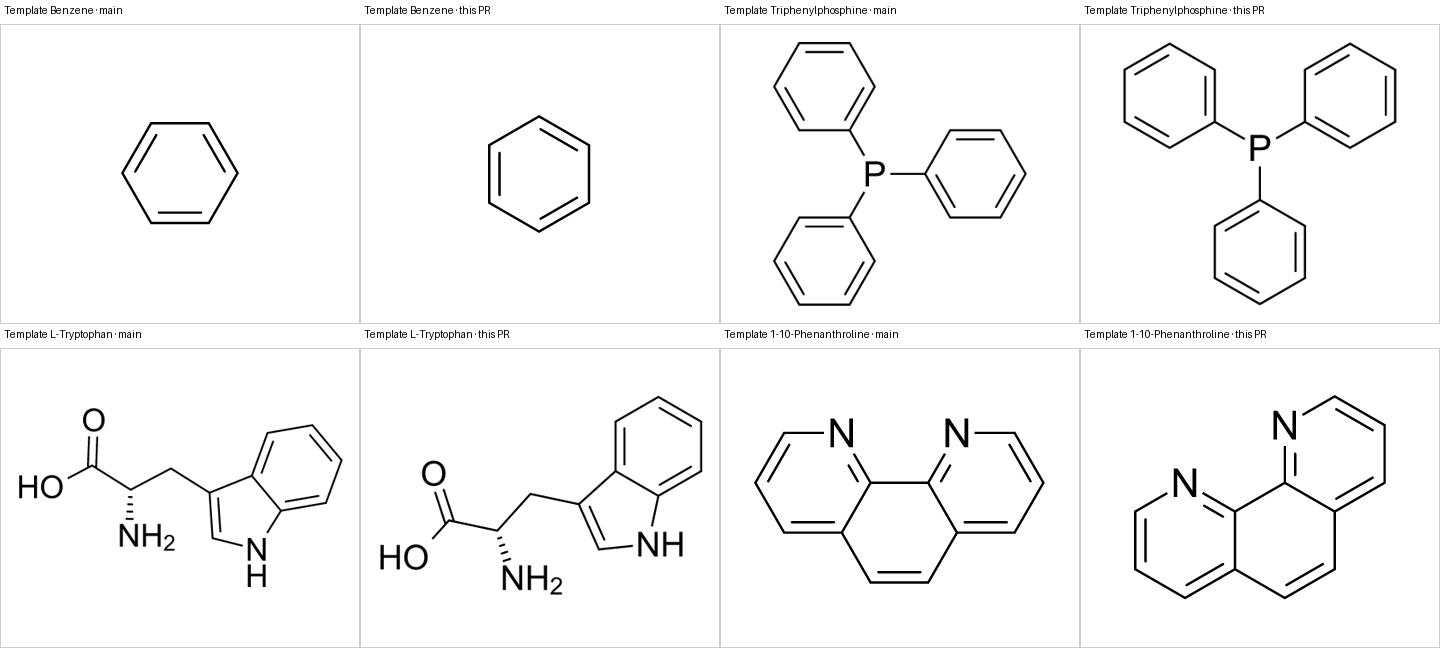 Template Benzene · main
Template Benzene · this PR
Template Triphenylphosphine · main
Template Triphenylphosphine · this PR
P
P
Template L-Tryptophan · main
Template L-Tryptophan · this PR
Template 1-10-Phenanthroline · main
Template 1-10-Phenanthroline · this PR
O
HO
NH2
N
H
O
HO
NH2
NH
N
N
N
N